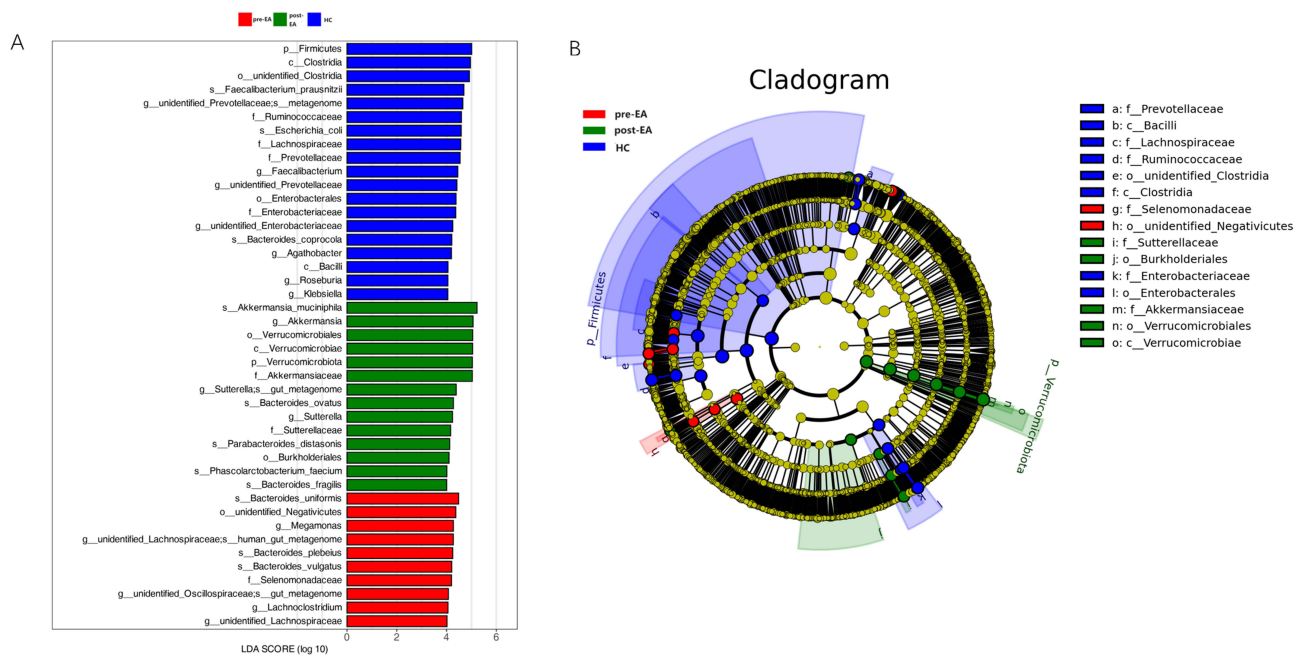 pre-EA post-EA HC
A
p__Firmicutes
c__Clostridia
o__unidentified_Clostridia
s__Faecalibacterium_prausnitzii
g__unidentified_Prevotellaceae;s__metagenome
f__Ruminococcaceae
s__Escherichia_coli
f__Lachnospiraceae
f__Prevotellaceae
g__Faecalibacterium
g__unidentified_Prevotellaceae
o__Enterobacterales
f__Enterobacteriaceae
g__unidentified_Enterobacteriaceae
s__Bacteroides_coprocola
g__Agathobacter
c__Bacilli
g__Roseburia
g__Klebsiella
s__Akkermansia_muciniphila
g__Akkermansia
o__Verrucomicrobiales
c__Verrucomicrobiae
p__Verrucomicrobiota
f__Akkermansiaceae
g__Sutterella;s__gut_metagenome
s__Bacteroides_ovatus
g__Sutterella
f__Sutterellaceae
s__Parabacteroides_distasonis
o__Burkholderiales
s__Phascolarctobacterium_faecium
s__Bacteroides_fragilis
s__Bacteroides_uniformis
o__unidentified_Negativicutes
g__Megamonas
g__unidentified_Lachnospiraceae;s__human_gut_metagenome
s__Bacteroides_plebeius
s__Bacteroides_vulgatus
f__Selenomonadaceae
g__unidentified_Oscillospiraceae;s__gut_metagenome
g__Lachnoclostridium
g__unidentified_Lachnospiraceae
0 2 4 6
LDA SCORE (log 10)
B
Cladogram
pre-EA
post-EA
HC
a
b
p__Firmicutes
c
f
e
d
h
j
l
o
n
p__Verrucomicrobiota
a: f__Prevotellaceae
b: c__Bacilli
c: f__Lachnospiraceae
d: f__Ruminococcaceae
e: o__unidentified_Clostridia
f: c__Clostridia
g: f__Selenomonadaceae
h: o__unidentified_Negativicutes
i: f__Sutterellaceae
j: o__Burkholderiales
k: f__Enterobacteriaceae
l: o__Enterobacterales
m: f__Akkermansiaceae
n: o__Verrucomicrobiales
o: c__Verrucomicrobiae